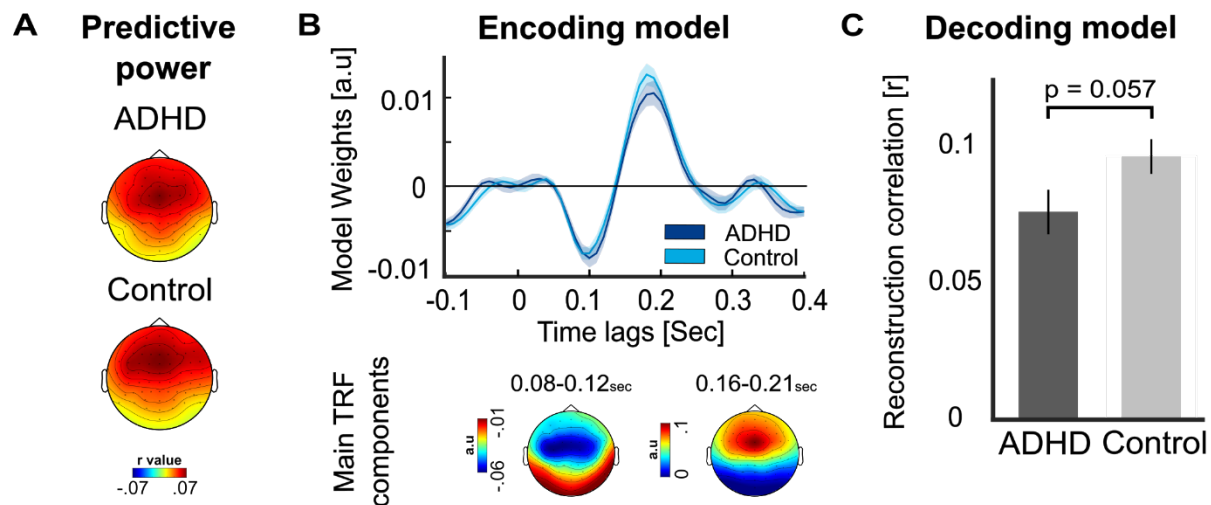 A Predictive power
ADHD
Control
r value
-.07 .07
B Encoding model
Model Weights [a.u]
0.01
0
-0.01
ADHD
Control
-0.1 0 0.1 0.2 0.3 0.4
Time lags [Sec]
Main TRF components
0.08-0.12sec
a.u
-.01
-.06
0.16-0.21sec
a.u
.1
0
C Decoding model
Reconstruction correlation [r]
p = 0.057
0.1
0.05
0
ADHD Control